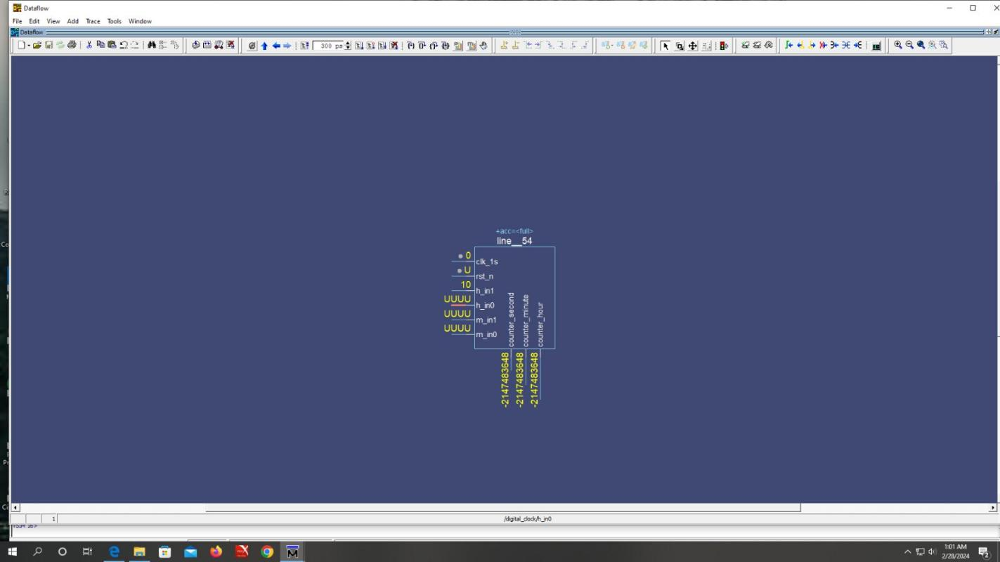 Dataflow
File Edit View Add Trace Tools Window
Dataflow
300 ps
+acc=<full>
line__54
0
clk_1s
U
rst_n
10
h_in1
UUUU
h_in0
UUUU
m_in1
UUUU
m_in0
counter_second
counter_minute
counter_hour
-2147483648
-2147483648
-2147483648
1
/digital_clock/h_in0
1:01 AM
2/28/2024
2